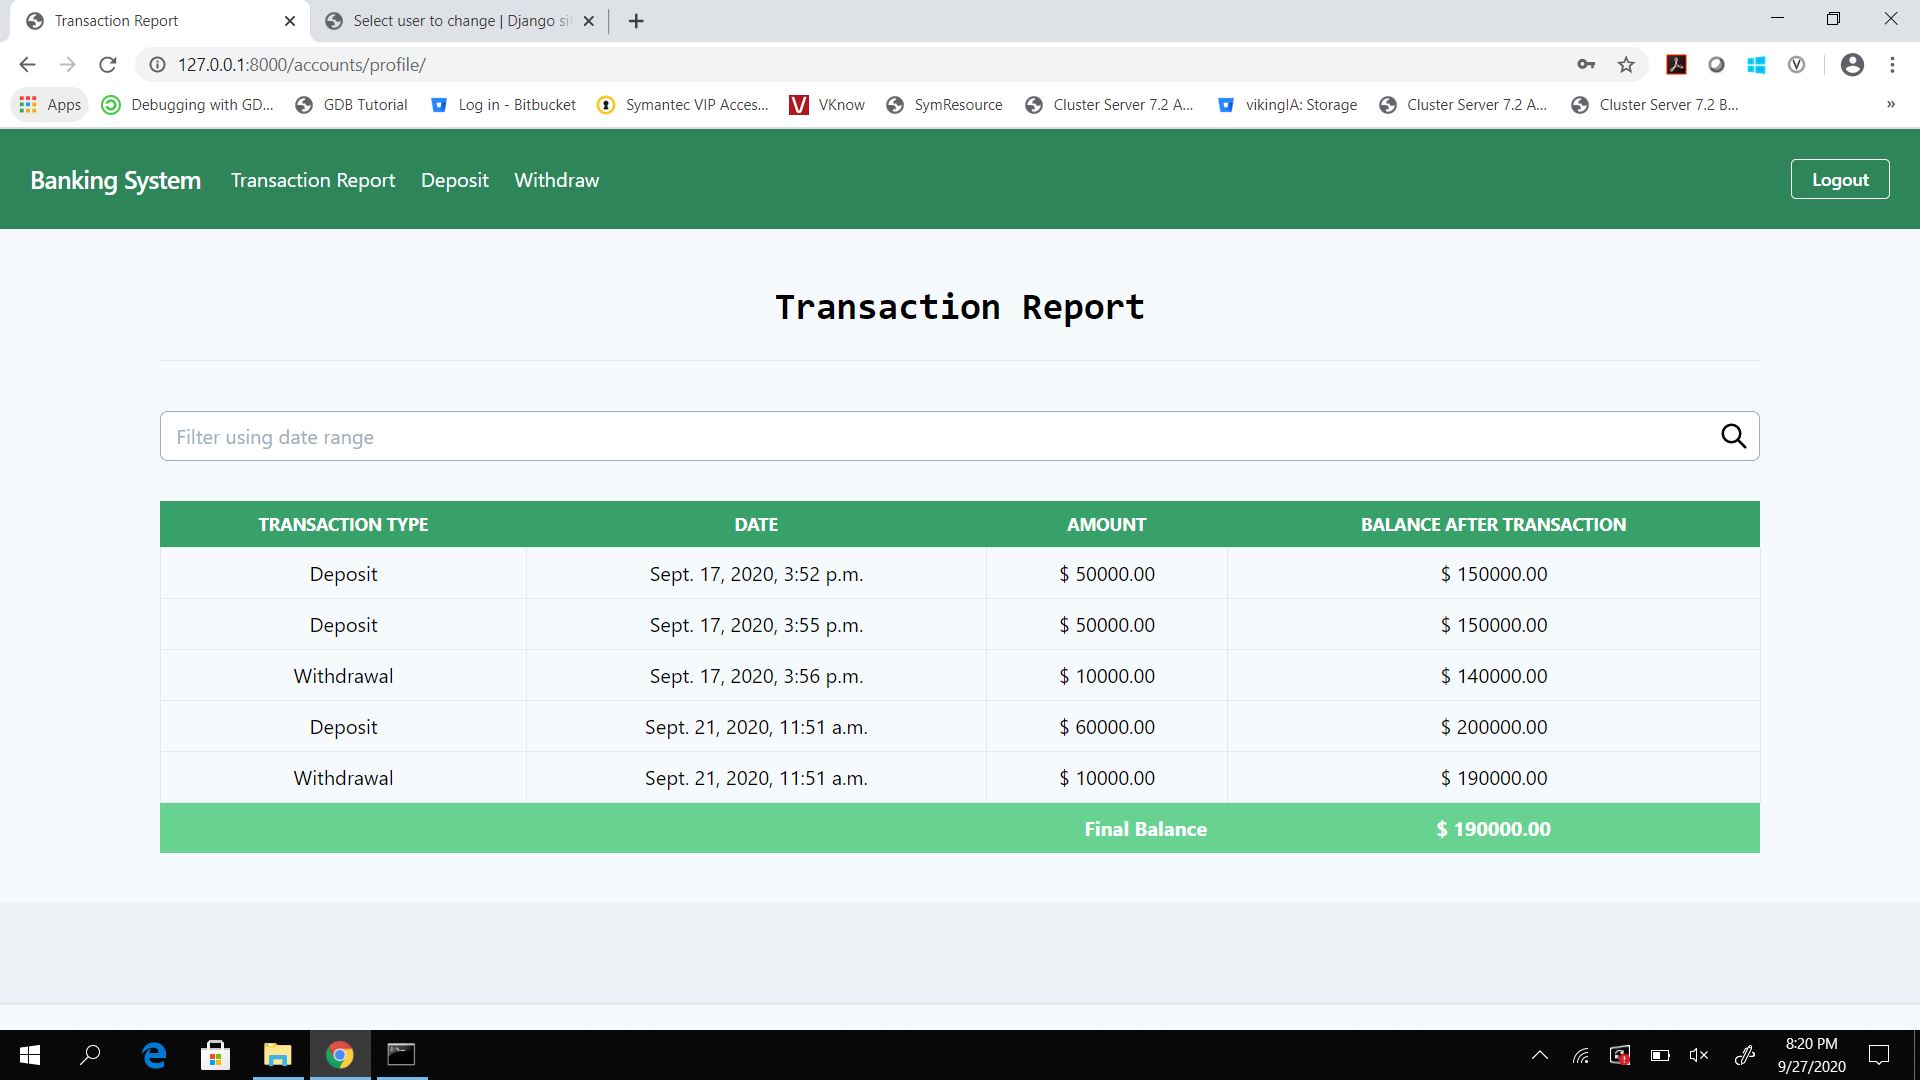 Transaction Report
Select user to change | Django si
127.0.0.1:8000/accounts/profile/
Apps Debugging with GD... GDB Tutorial Log in - Bitbucket Symantec VIP Acces... VKnow SymResource Cluster Server 7.2 A... vikingIA: Storage Cluster Server 7.2 A... Cluster Server 7.2 B... »
Banking System Transaction Report Deposit Withdraw Logout
Transaction Report
Filter using date range
TRANSACTION TYPE DATE AMOUNT BALANCE AFTER TRANSACTION
Deposit Sept. 17, 2020, 3:52 p.m. $ 50000.00 $ 150000.00
Deposit Sept. 17, 2020, 3:55 p.m. $ 50000.00 $ 150000.00
Withdrawal Sept. 17, 2020, 3:56 p.m. $ 10000.00 $ 140000.00
Deposit Sept. 21, 2020, 11:51 a.m. $ 60000.00 $ 200000.00
Withdrawal Sept. 21, 2020, 11:51 a.m. $ 10000.00 $ 190000.00
Final Balance $ 190000.00
8:20 PM
9/27/2020